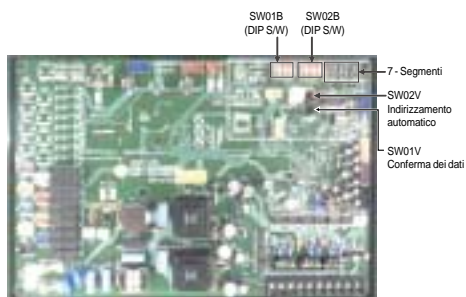 SW01B
(DIP S/W)
SW02B
(DIP S/W)
7 - Segmenti
SW02V
Indirizzamento
automatico
SW01V
Conferma dei dati